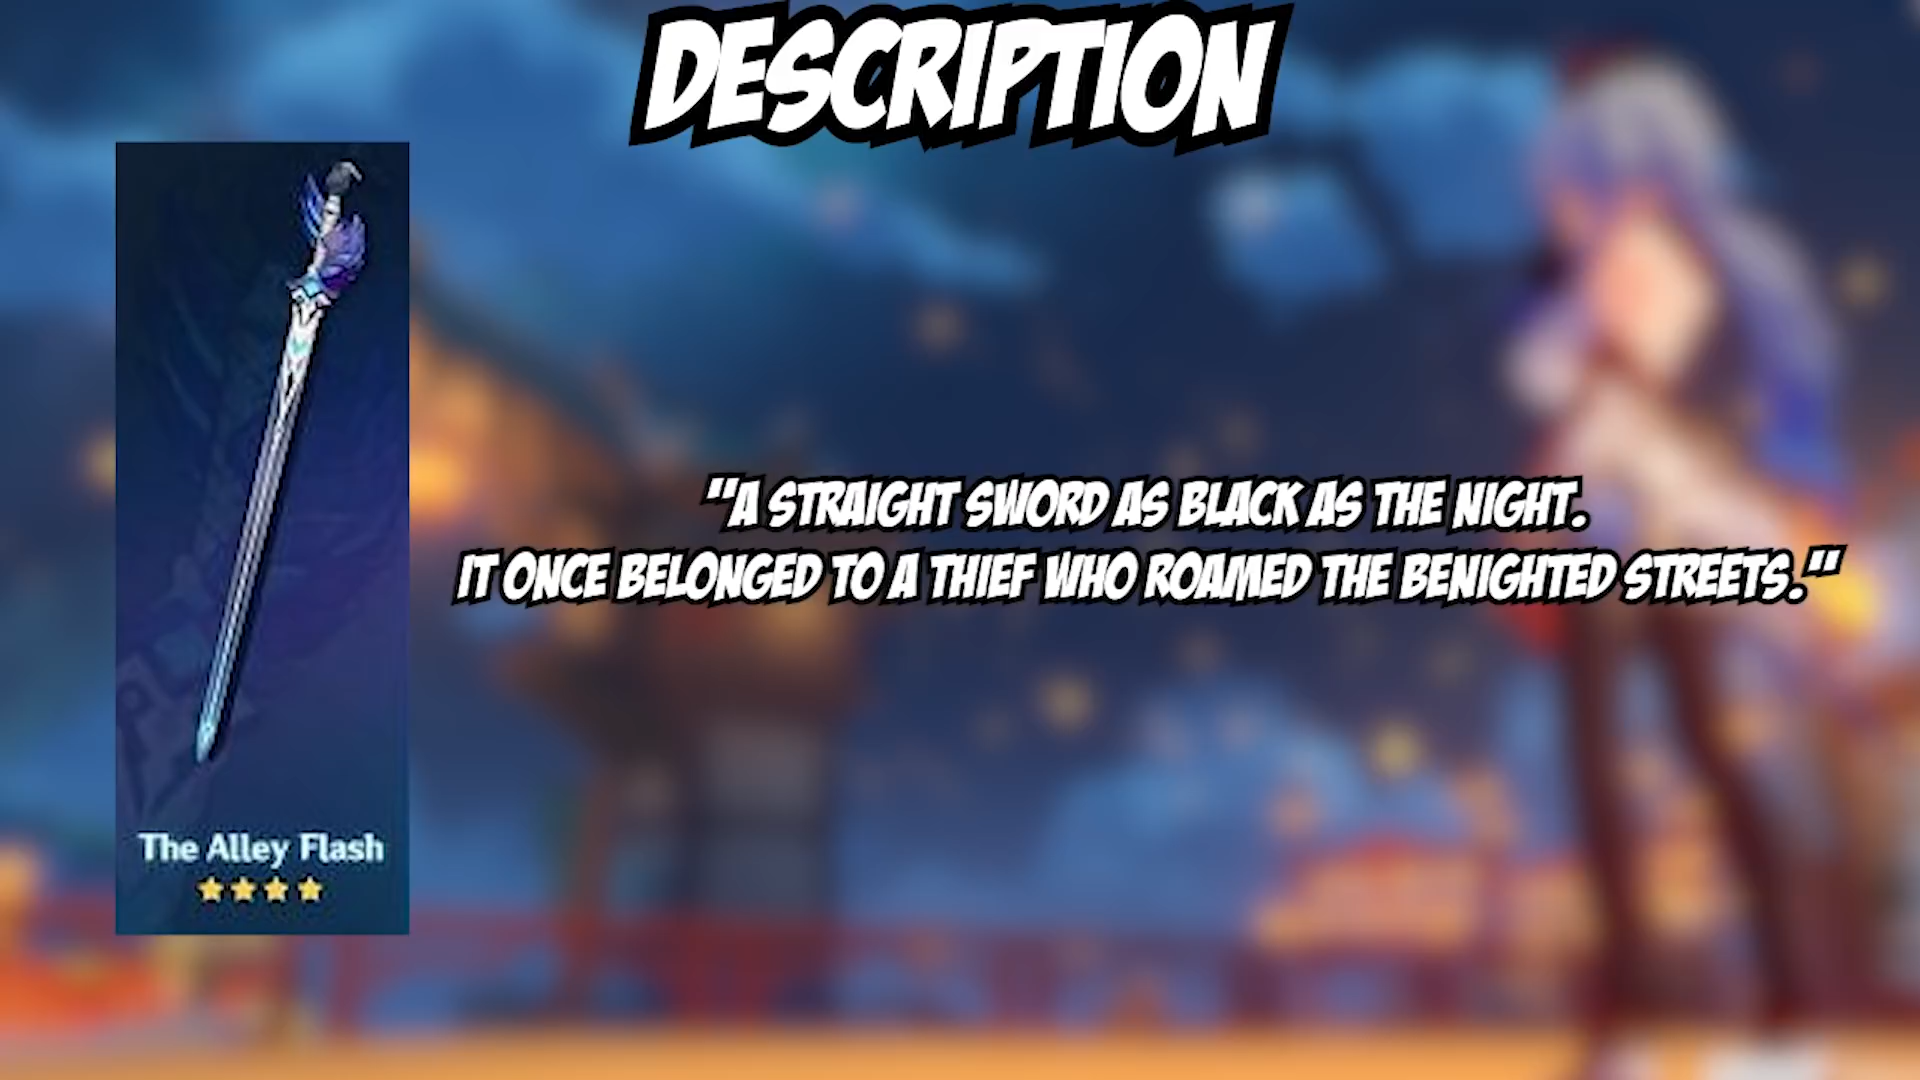 DESCRIPTION
"A STRAIGHT SWORD AS BLACK AS THE NIGHT.
IT ONCE BELONGED TO A THIEF WHO ROAMED THE BENIGHTED STREETS."
The Alley Flash